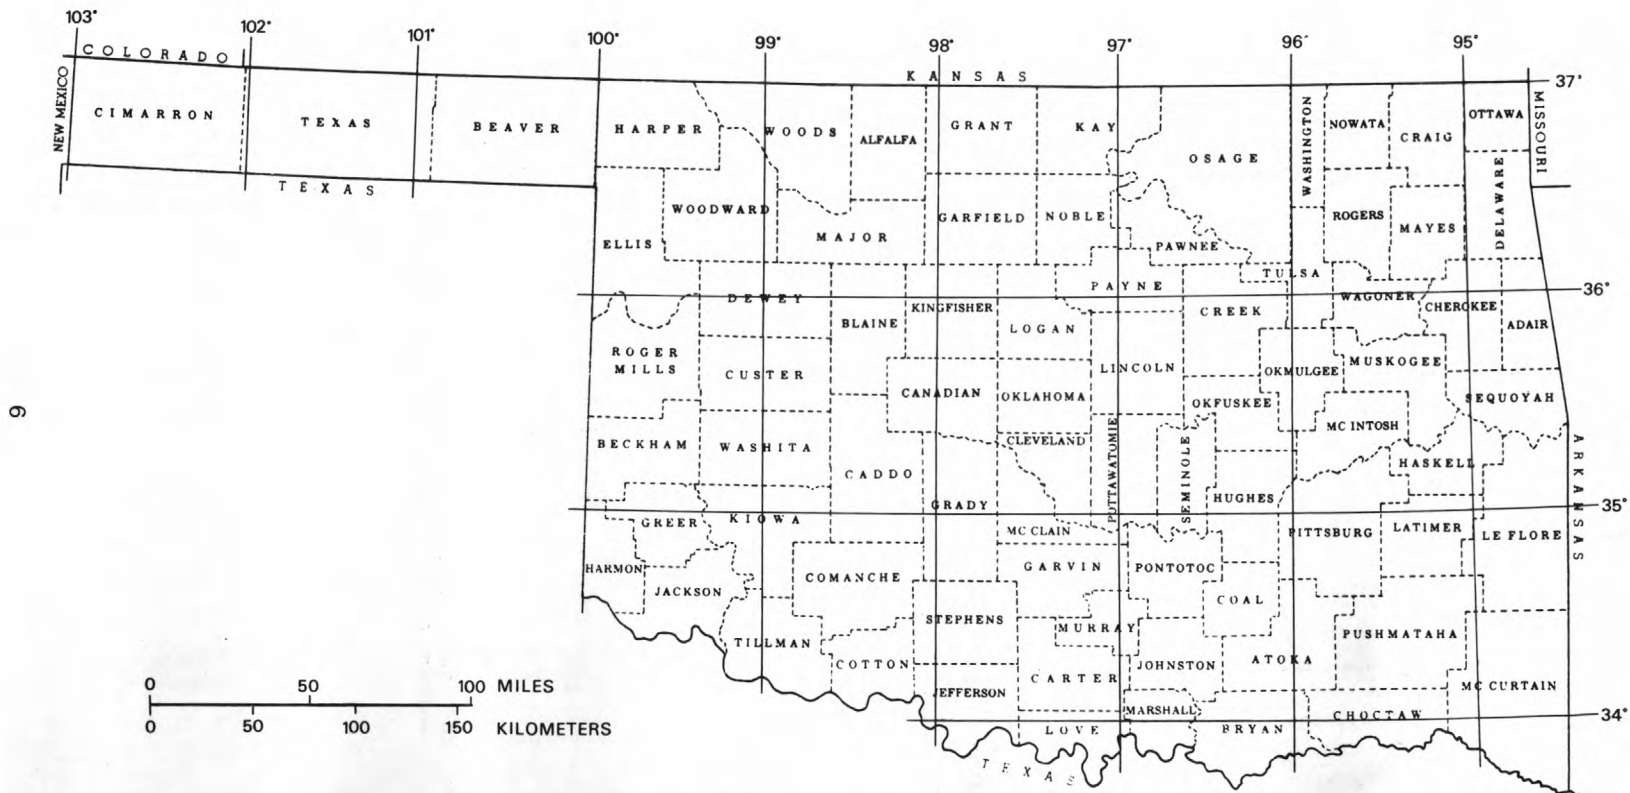 103°
102°
101°
100°
99°
98°
97°
96°
95°
COLORADO
KANSAS
37°
NEW MEXICO
MISSOURI
CIMARRON
TEXAS
BEAVER
HARPER
WOODS
ALFALFA
GRANT
KAY
OSAGE
WASHINGTON
NOWATA
CRAIG
OTTAWA
TEXAS
WOODWARD
ELLIS
MAJOR
GARFIELD
NOBLE
PAWNEE
ROGERS
MAYES
DELAWARE
TULSA
36°
DEWEY
BLAINE
KINGFISHER
LOGAN
PAYNE
CREEK
WAGONER
CHEROKEE
ADAIR
ROGER
MILLS
CUSTER
CANADIAN
OKLAHOMA
LINCOLN
OKFUSKEE
OKMULGEE
MUSKOGEE
SEQUOYAH
MC INTOSH
6
BECKHAM
WASHITA
CADDO
GRADY
CLEVELAND
POTTAWATOMIE
SEMINOLE
HUGHES
HASKELL
ARKANSAS
35°
GREER
KIOWA
MC CLAIN
PITTSBURG
LATIMER
LE FLORE
HARMON
JACKSON
COMANCHE
GARVIN
PONTOTOC
COAL
TILLMAN
COTTON
STEPHENS
MURRAY
JOHNSTON
ATOKA
PUSHMATAHA
JEFFERSON
CARTER
MARSHALL
LOVE
BRYAN
CHOCTAW
MC CURTAIN
34°
TEXAS
0 50 100 MILES
0 50 100 150 KILOMETERS